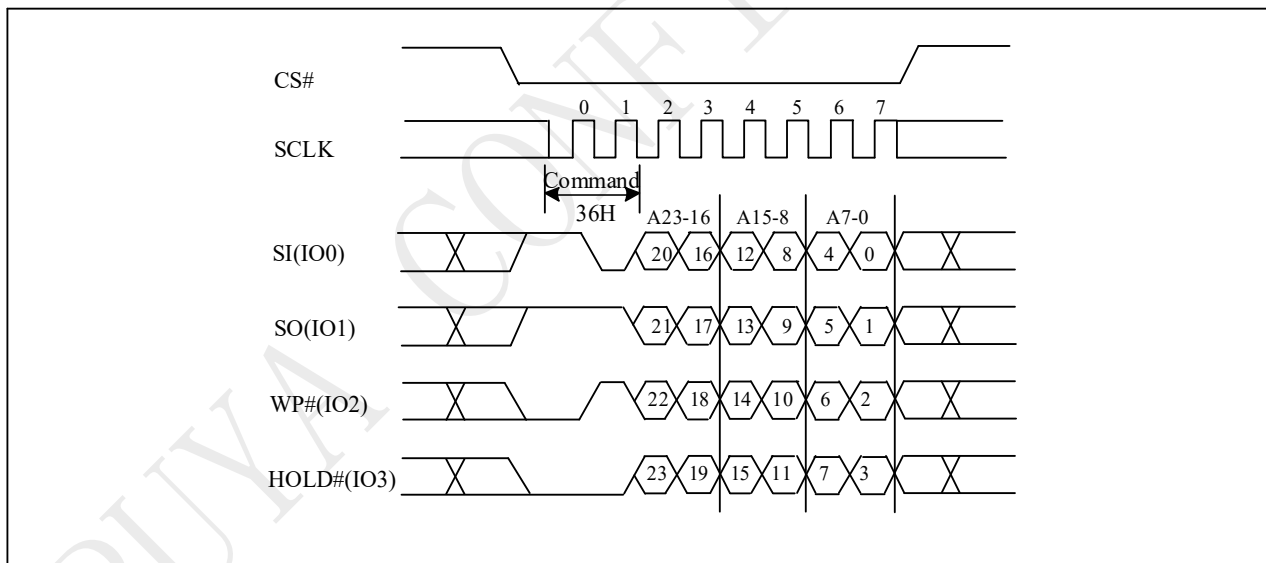 PUYA CONF
CS#
0 1 2 3 4 5 6 7
SCLK
Command
36H
A23-16 A15-8 A7-0
SI(IO0) 20 16 12 8 4 0
SO(IO1) 21 17 13 9 5 1
WP#(IO2) 22 18 14 10 6 2
HOLD#(IO3) 23 19 15 11 7 3